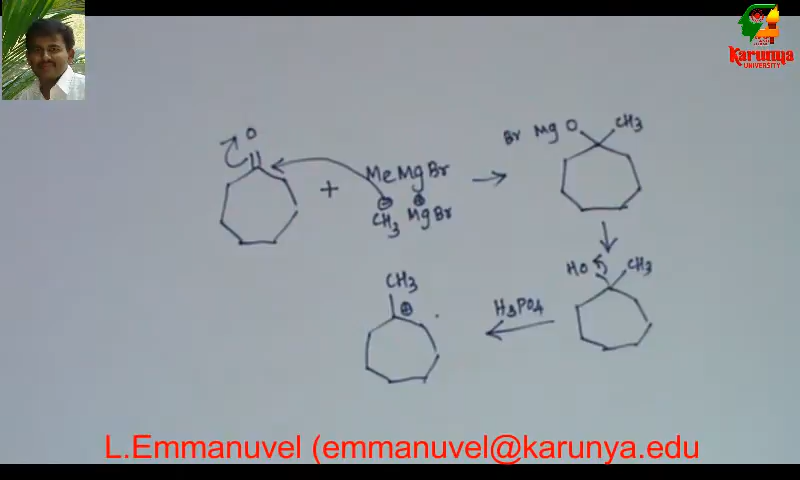 Karunya
UNIVERSITY
O
+
MeMgBr
⊖ ⊕
CH3 MgBr
→
Br Mg O CH3
HO CH3
H3PO4
CH3
⊕
L.Emmanuvel (emmanuvel@karunya.edu